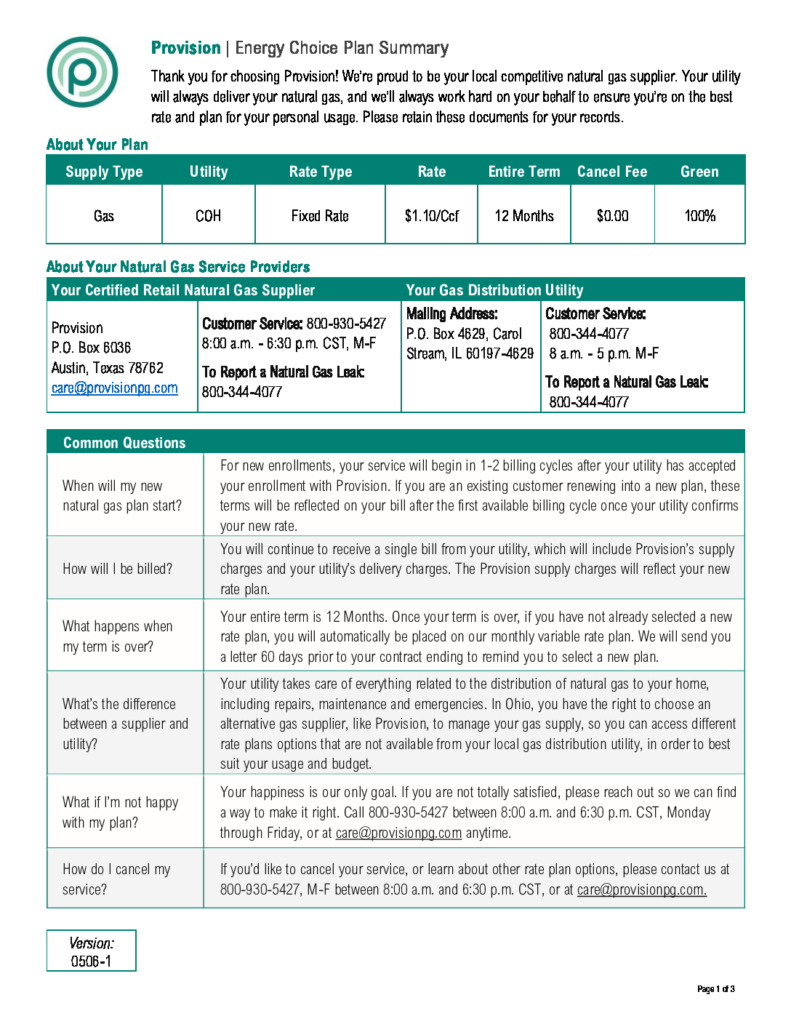 Provision | Energy Choice Plan Summary
Thank you for choosing Provision! We're proud to be your local competitive natural gas supplier. Your utility
will always deliver your natural gas, and we'll always work hard on your behalf to ensure you're on the best
rate and plan for your personal usage. Please retain these documents for your records.
About Your Plan
Supply Type Utility Rate Type Rate Entire Term Cancel Fee Green
Gas COH Fixed Rate $1.10/Ccf 12 Months $0.00 100%
About Your Natural Gas Service Providers
Your Certified Retail Natural Gas Supplier
Provision
P.O. Box 6036
Austin, Texas 78762
care@provisionpg.com
Customer Service: 800-930-5427
8:00 a.m. - 6:30 p.m. CST, M-F
To Report a Natural Gas Leak:
800-344-4077
Your Gas Distribution Utility
Mailing Address:
P.O. Box 4629, Carol
Stream, IL 60197-4629
Customer Service:
800-344-4077
8 a.m. - 5 p.m. M-F
To Report a Natural Gas Leak:
800-344-4077
Common Questions
When will my new
natural gas plan start?
For new enrollments, your service will begin in 1-2 billing cycles after your utility has accepted
your enrollment with Provision. If you are an existing customer renewing into a new plan, these
terms will be reflected on your bill after the first available billing cycle once your utility confirms
your new rate.
How will I be billed?
You will continue to receive a single bill from your utility, which will include Provision's supply
charges and your utility's delivery charges. The Provision supply charges will reflect your new
rate plan.
What happens when
my term is over?
Your entire term is 12 Months. Once your term is over, if you have not already selected a new
rate plan, you will automatically be placed on our monthly variable rate plan. We will send you
a letter 60 days prior to your contract ending to remind you to select a new plan.
What's the difference
between a supplier and
utility?
Your utility takes care of everything related to the distribution of natural gas to your home,
including repairs, maintenance and emergencies. In Ohio, you have the right to choose an
alternative gas supplier, like Provision, to manage your gas supply, so you can access different
rate plans options that are not available from your local gas distribution utility, in order to best
suit your usage and budget.
What if I'm not happy
with my plan?
Your happiness is our only goal. If you are not totally satisfied, please reach out so we can find
a way to make it right. Call 800-930-5427 between 8:00 a.m. and 6:30 p.m. CST, Monday
through Friday, or at care@provisionpg.com anytime.
How do I cancel my
service?
If you'd like to cancel your service, or learn about other rate plan options, please contact us at
800-930-5427, M-F between 8:00 a.m. and 6:30 p.m. CST, or at care@provisionpg.com.
Version:
0506-1
Page 1 of 3